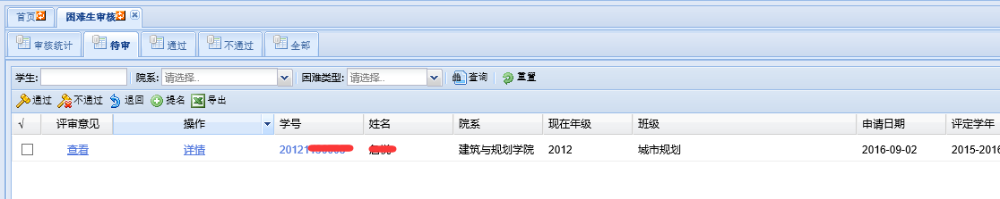 首页 困难生审核
审核统计 待审 通过 不通过 全部
学生: 院系: 请选择.. 困难类型: 请选择.. 查询 重置
通过 不通过 退回 提名 导出
√ 评审意见 操作 学号 姓名 院系 现在年级 班级 申请日期 评定学年
查看 详情 20121 建筑与规划学院 2012 城市规划 2016-09-02 2015-2016